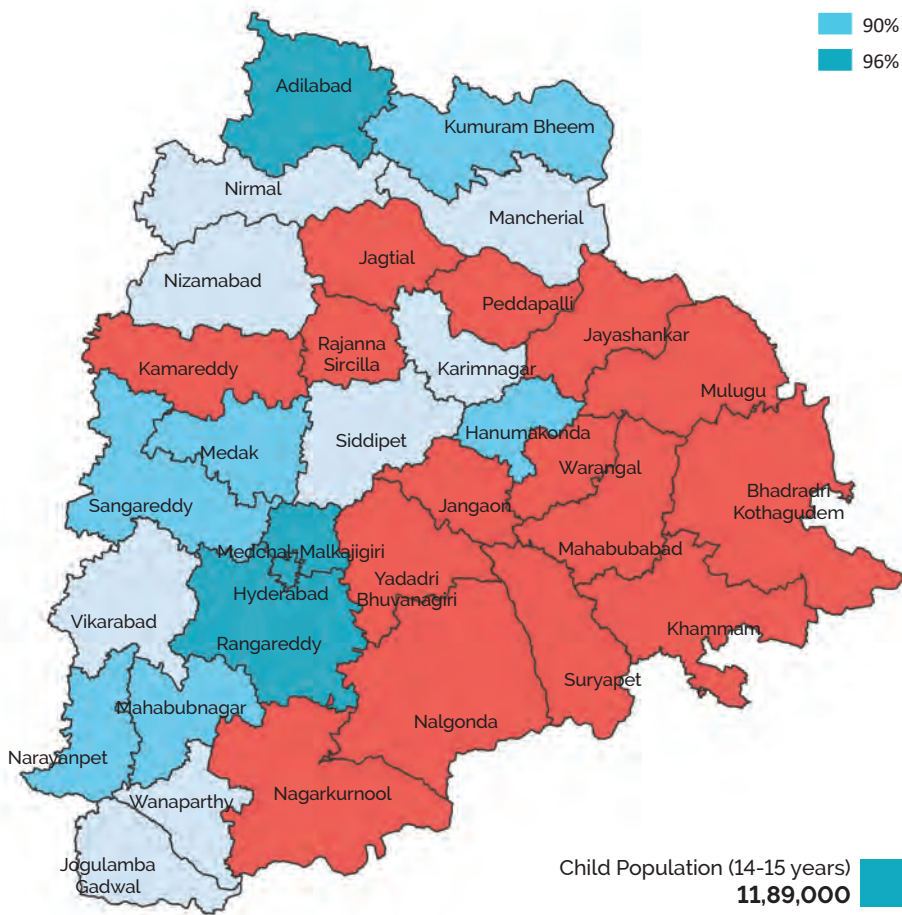 90%
96%
Adilabad
Kumuram Bheem
Nirmal
Mancherial
Nizamabad
Jagtial
Peddapalli
Jayashankar
Rajanna
Sircilla
Kamareddy
Karimnagar
Mulugu
Siddipet
Hanumakonda
Medak
Warangal
Bhadradri
Kothagudem
Sangareddy
Jangaon
Mahabubabad
Medchal-Malkajigiri
Yadadri
Bhuvanagiri
Hyderabad
Vikarabad
Khammam
Rangareddy
Suryapet
Mahabubnagar
Nalgonda
Narayanpet
Nagarkurnool
Wanaparthy
Jogulamba
Gadwal
Child Population (14-15 years)
11,89,000